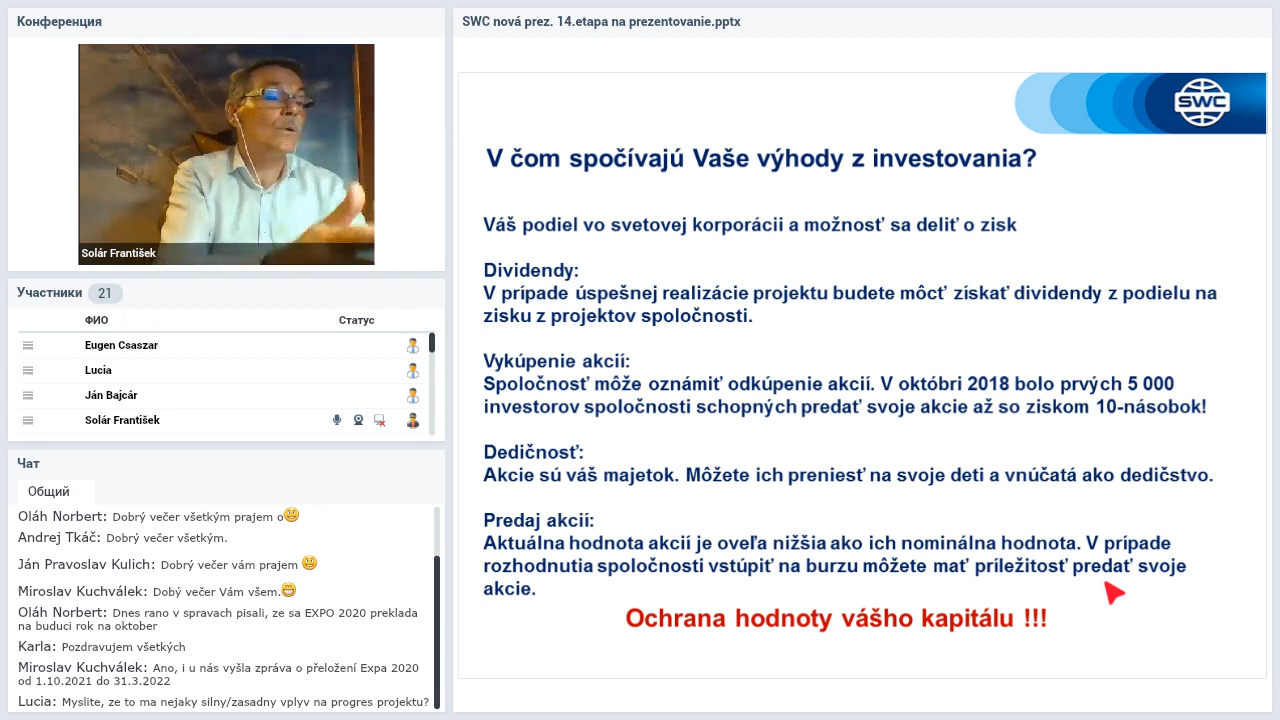 Конференция
Solár František
Участники 21
ФИО Статус
Eugen Csaszar
Lucia
Ján Bajcár
Solár František
Чат
Общий
Oláh Norbert: Dobrý večer všetkým prajem o
Andrej Tkáč: Dobrý večer všetkým.
Ján Pravoslav Kulich: Dobrý večer vám prajem
Miroslav Kuchválek: Dobý večer Vám všem.
Oláh Norbert: Dnes rano v spravach pisali, ze sa EXPO 2020 preklada
na buduci rok na oktober
Karla: Pozdravujem všetkých
Miroslav Kuchválek: Ano, i u nás vyšla zpráva o přeložení Expa 2020
od 1.10.2021 do 31.3.2022
Lucia: Myslite, ze to ma nejaky silny/zasadny vplyv na progres projektu?
SWC nová prez. 14.etapa na prezentovanie.pptx
SWC
V čom spočívajú Vaše výhody z investovania?
Váš podiel vo svetovej korporácii a možnosť sa deliť o zisk
Dividendy:
V prípade úspešnej realizácie projektu budete môcť získať dividendy z podielu na
zisku z projektov spoločnosti.
Vykúpenie akcií:
Spoločnosť môže oznámiť odkúpenie akcií. V októbri 2018 bolo prvých 5 000
investorov spoločnosti schopných predať svoje akcie až so ziskom 10-násobok!
Dedičnosť:
Akcie sú váš majetok. Môžete ich preniesť na svoje deti a vnúčatá ako dedičstvo.
Predaj akcií:
Aktuálna hodnota akcií je oveľa nižšia ako ich nominálna hodnota. V prípade
rozhodnutia spoločnosti vstúpiť na burzu môžete mať príležitosť predať svoje
akcie.
Ochrana hodnoty vášho kapitálu !!!